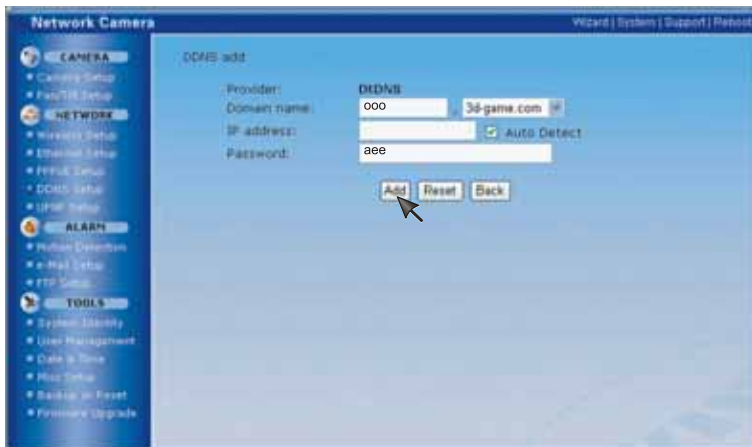 Network Camera
Wizard | System | Support | Reboot
CAMERA
Camera Setup
Pan/Tilt Setup
NETWORK
Wireless Setup
Ethernet Setup
PPPoE Setup
DDNS Setup
UPNP Setup
ALARM
Motion Detection
e-Mail Setup
FTP Setup
TOOLS
System Identity
User Management
Date & Time
Misc Setup
Backup or Reset
Firmware Upgrade
DDNS add
Provider: DtDNS
Domain name: ooo . 3d-game.com
IP address: Auto Detect
Password: aee
Add Reset Back